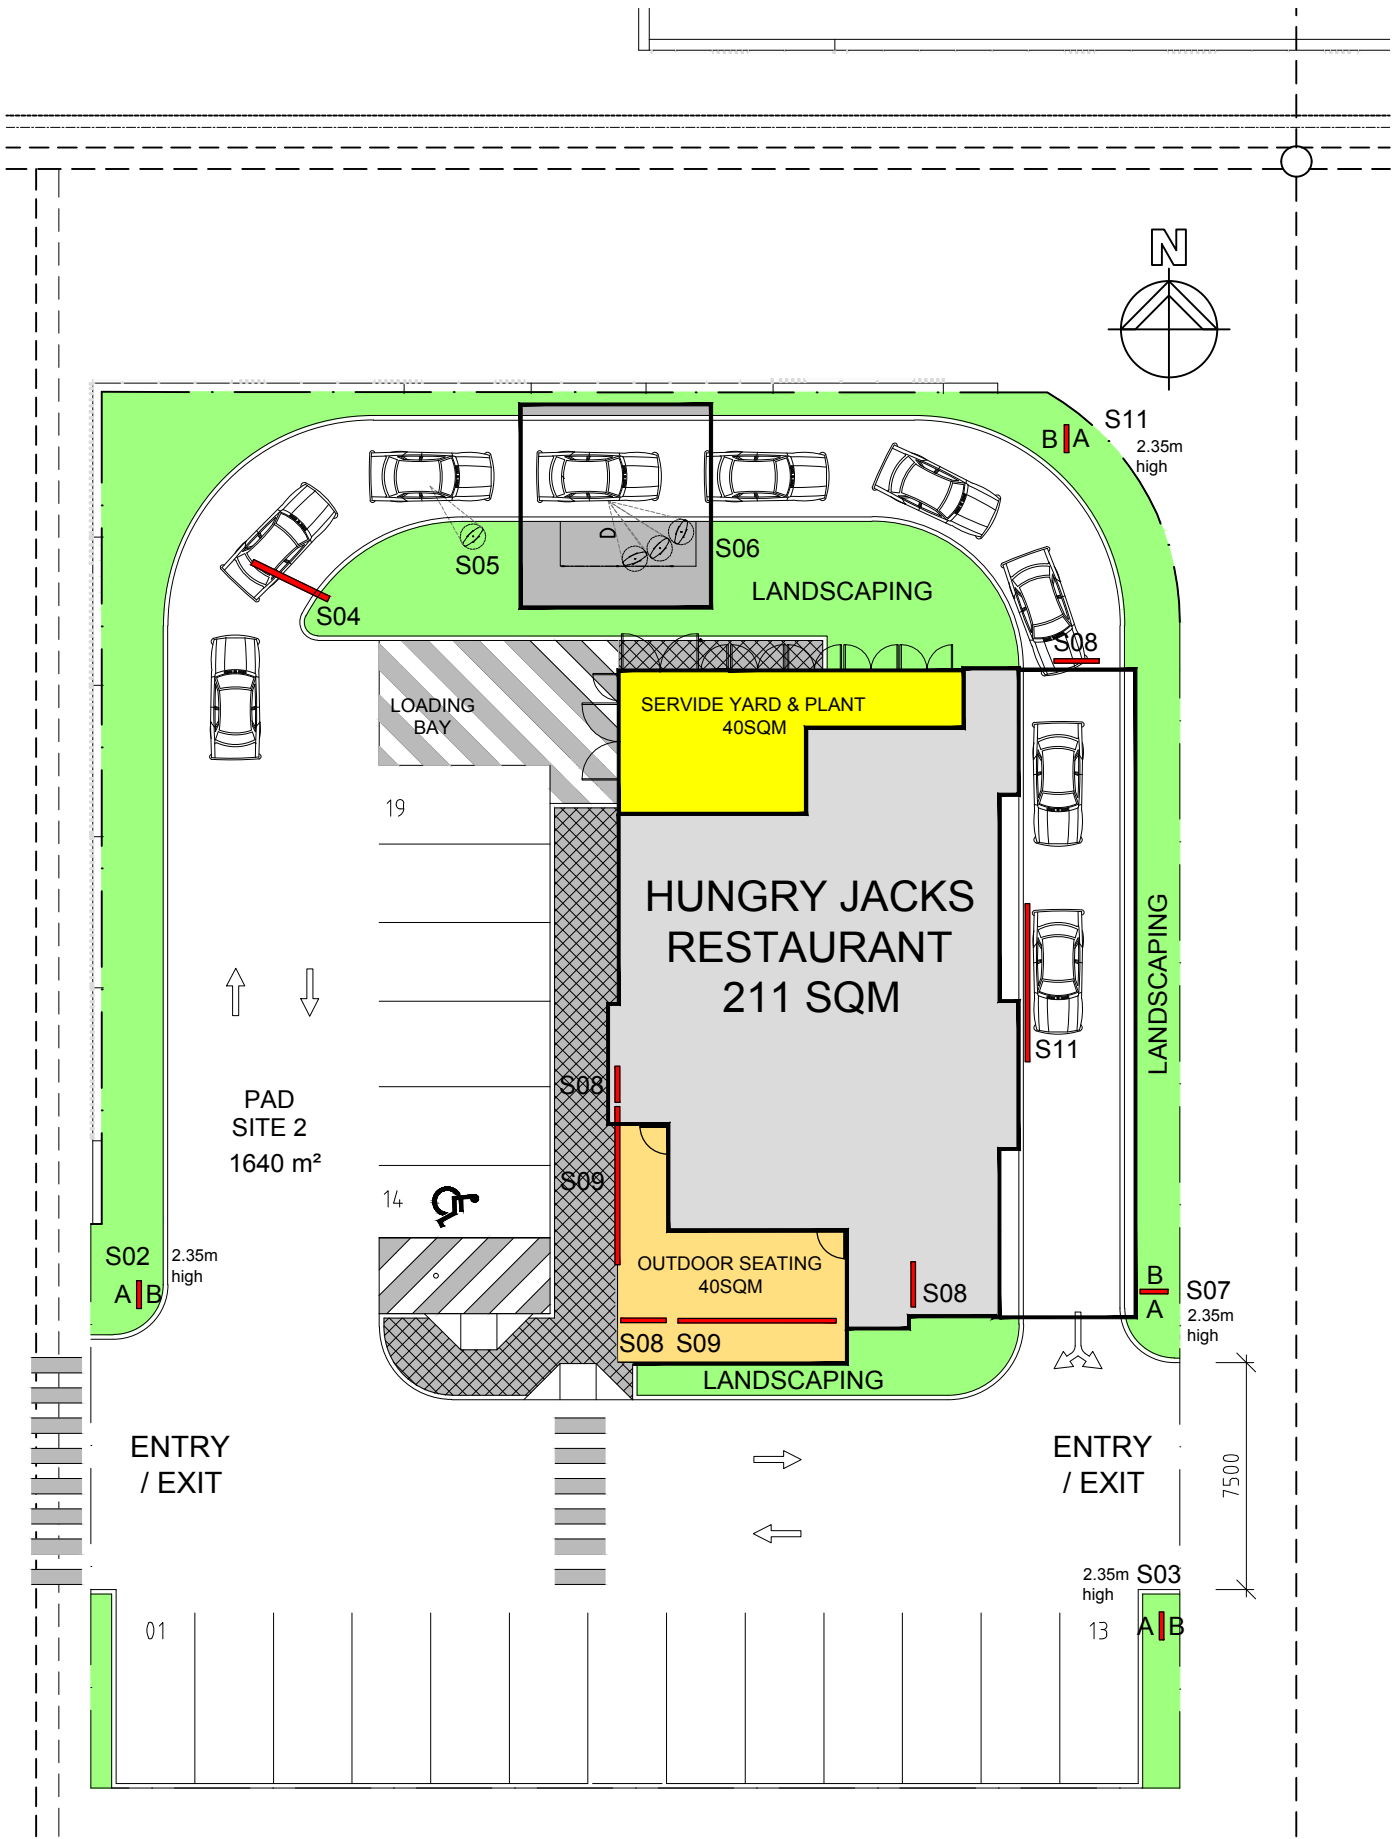 N
S11
B A
2.35m
high
S05
D
S06
LANDSCAPING
S04
S08
LOADING
BAY
SERVIDE YARD & PLANT
40SQM
19
HUNGRY JACKS
RESTAURANT
211 SQM
LANDSCAPING
S11
S08
PAD
SITE 2
1640 m²
S09
14
S02
2.35m
high
A B
OUTDOOR SEATING
40SQM
S08
B
A
S07
2.35m
high
S08 S09
LANDSCAPING
ENTRY
/ EXIT
ENTRY
/ EXIT
7500
2.35m
high
S03
01
13
A B